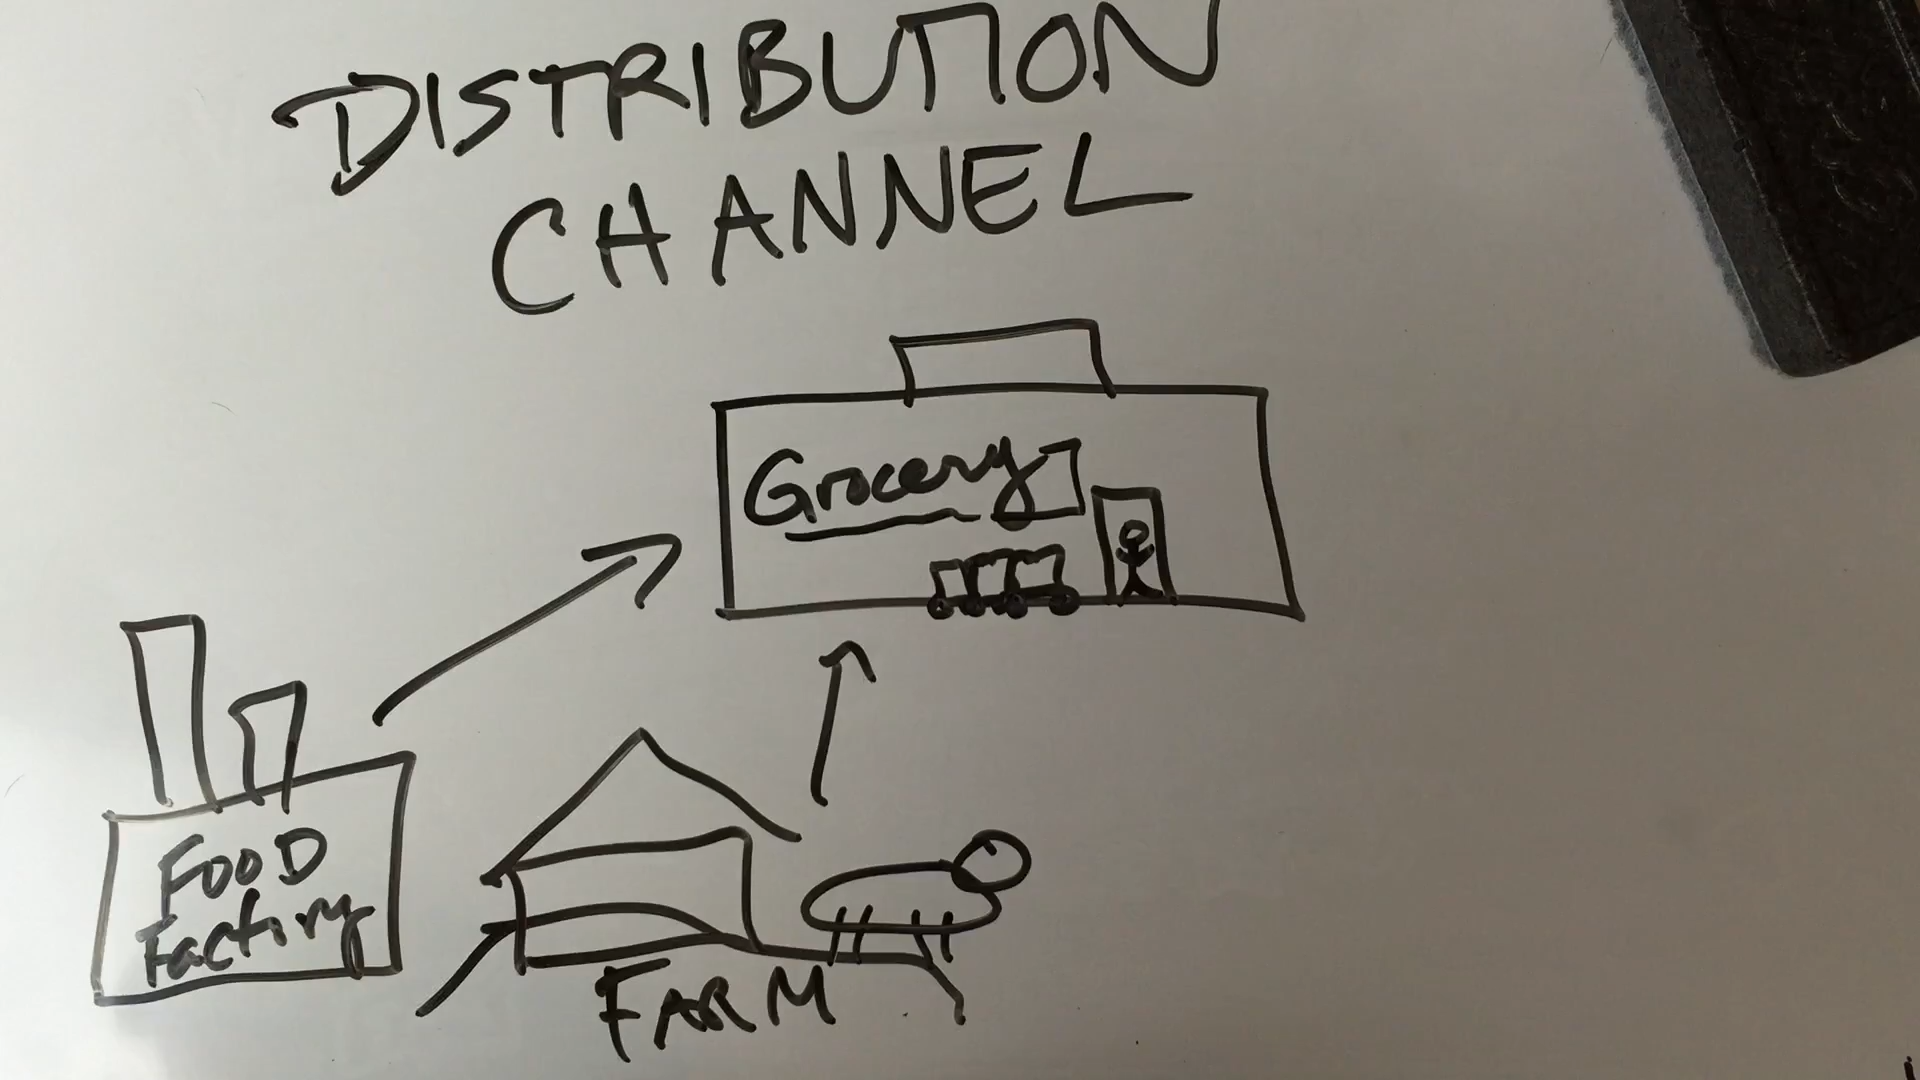 DISTRIBUTION
CHANNEL
Grocery
FOOD
Factory
FARM